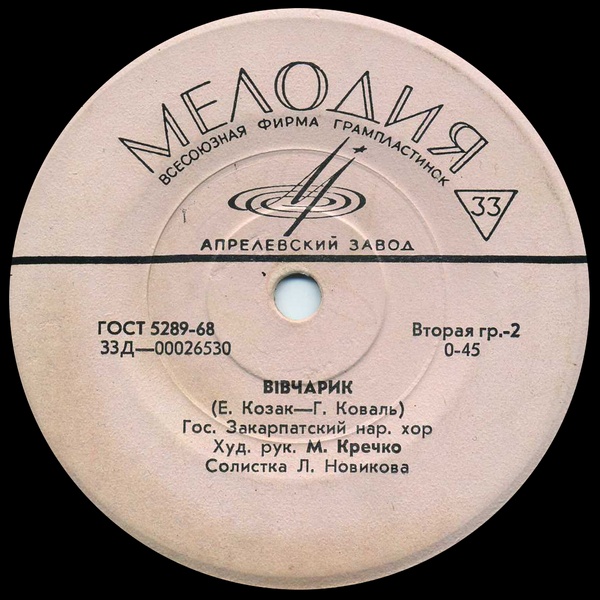 МЕЛОДИЯ
ВСЕСОЮЗНАЯ ФИРМА ГРАМПЛАСТИНОК
33
АПРЕЛЕВСКИЙ ЗАВОД
ГОСТ 5289-68
33Д—00026530
Вторая гр.-2
0-45
ВІВЧАРИК
(Е. Козак—Г. Коваль)
Гос. Закарпатский нар. хор
Худ. рук. М. Кречко
Солистка Л. Новикова